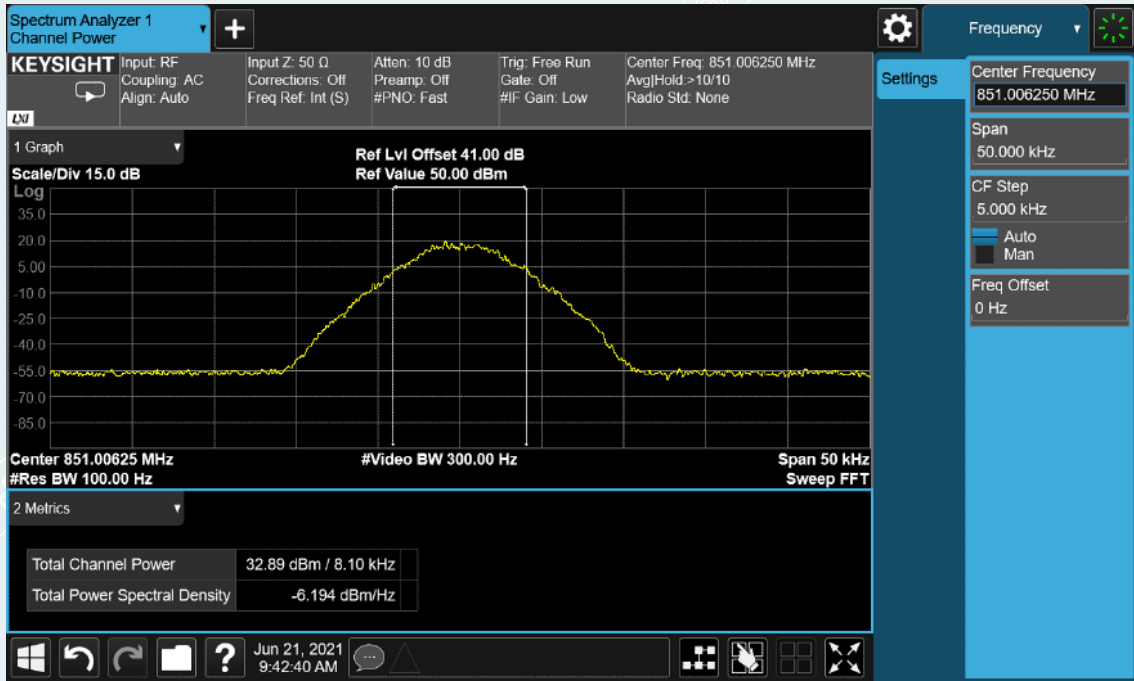 Spectrum Analyzer 1
Channel Power
Frequency
KEYSIGHT
LXI
Input: RF
Coupling: AC
Align: Auto
Input Z: 50 Ω
Corrections: Off
Freq Ref: Int (S)
Atten: 10 dB
Preamp: Off
#PNO: Fast
Trig: Free Run
Gate: Off
#IF Gain: Low
Center Freq: 851.006250 MHz
Avg|Hold:>10/10
Radio Std: None
Settings
Center Frequency
851.006250 MHz
Span
50.000 kHz
CF Step
5.000 kHz
Auto
Man
Freq Offset
0 Hz
1 Graph
Scale/Div 15.0 dB
Ref Lvl Offset 41.00 dB
Ref Value 50.00 dBm
Log
35.0
20.0
5.00
-10.0
-25.0
-40.0
-55.0
-70.0
-85.0
Center 851.00625 MHz
#Video BW 300.00 Hz
Span 50 kHz
#Res BW 100.00 Hz
Sweep FFT
2 Metrics
Total Channel Power 32.89 dBm / 8.10 kHz
Total Power Spectral Density -6.194 dBm/Hz
?
Jun 21, 2021
9:42:40 AM